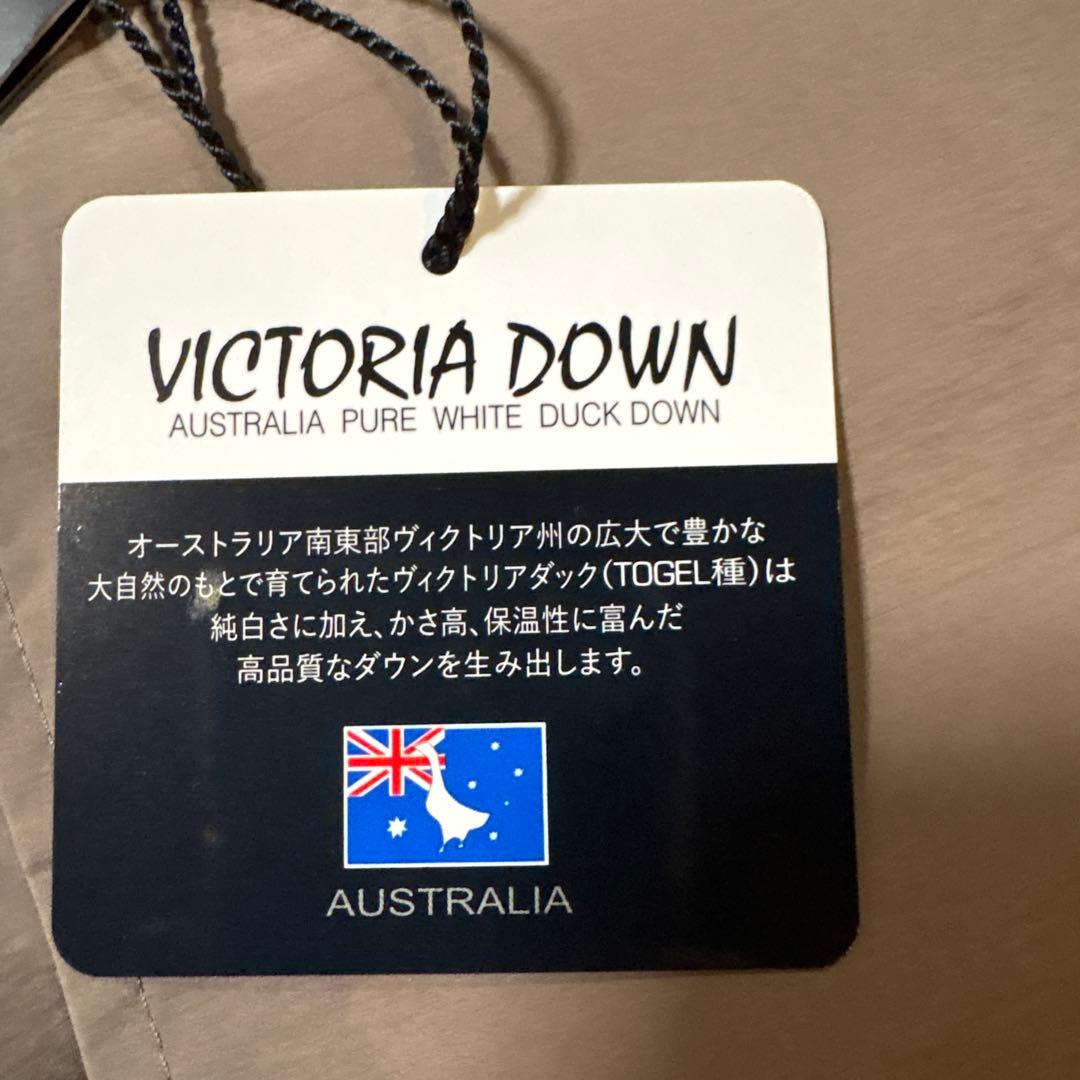 VICTORIA DOWN
AUSTRALIA PURE WHITE DUCK DOWN
オーストラリア南東部ヴィクトリア州の広大で豊かな
大自然のもとで育てられたヴィクトリアダック(TOGEL種)は
純白さに加え、かさ高、保温性に富んだ
高品質なダウンを生み出します。
AUSTRALIA